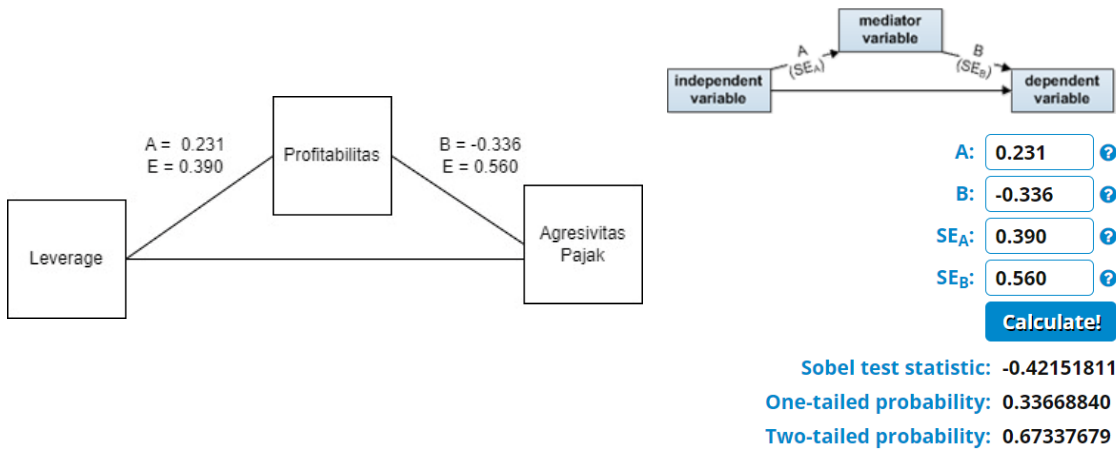 A = 0.231
E = 0.390
Profitabilitas
B = -0.336
E = 0.560
Leverage
Agresivitas
Pajak
mediator
variable
A
(SEA)
B
(SEB)
independent
variable
dependent
variable
A: 0.231 ?
B: -0.336 ?
SEA: 0.390 ?
SEB: 0.560 ?
Calculate!
Sobel test statistic: -0.42151811
One-tailed probability: 0.33668840
Two-tailed probability: 0.67337679